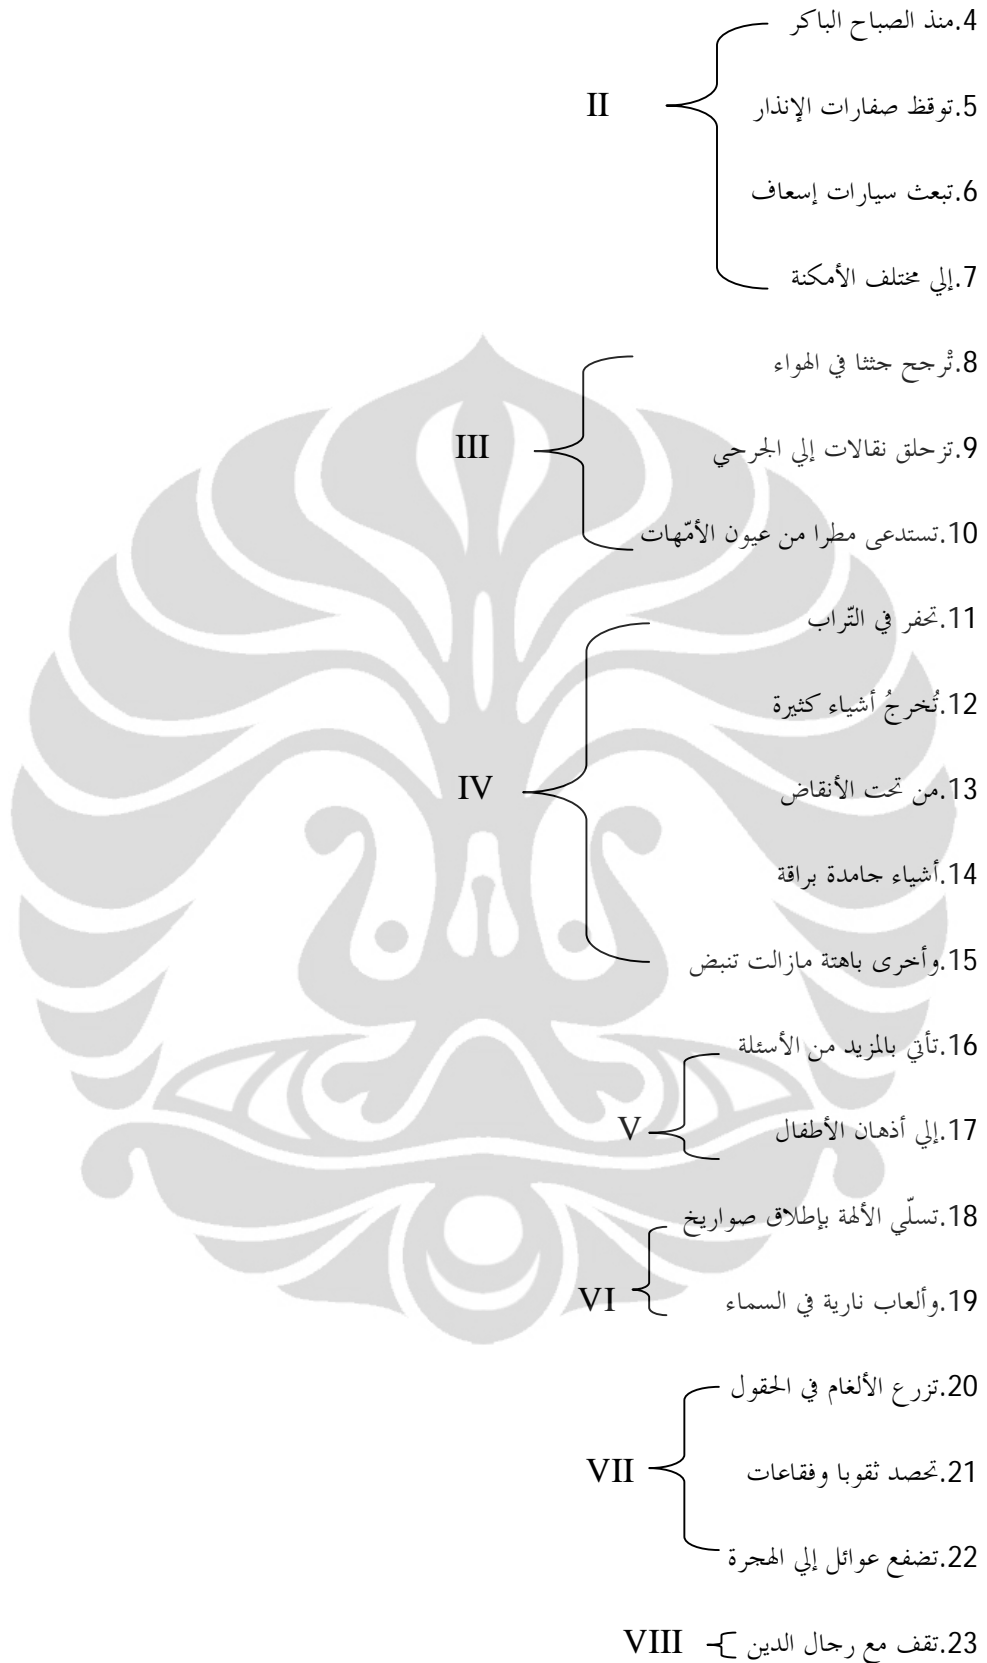 4.منذ الصباح الباكر
5.توقظ صفارات الإنذار
II
6.تبعث سيارات إسعاف
7.إلي مختلف الأمكنة
8.تْرجح جثثا في الهواء
9.تزحلق نقالات إلي الجرحي
III
10.تستدعى مطرا من عيون الأمّهات
11.تحفر في التّراب
12.تُخرجُ أشياء كثيرة
13.من تحت الأنقاض
IV
14.أشياء جامدة براقة
15.وأخرى باهتة مازالت تنبض
16.تأتي بالمزيد من الأسئلة
17.إلي أذهان الأطفال
V
18.تسلّي الألهة بإطلاق صواريخ
19.وألعاب نارية في السماء
VI
20.تزرع الألغام في الحقول
21.تحصد ثقوبا وفقاعات
VII
22.تضفع عوائل إلي الهجرة
23.تقف مع رجال الدين
VIII